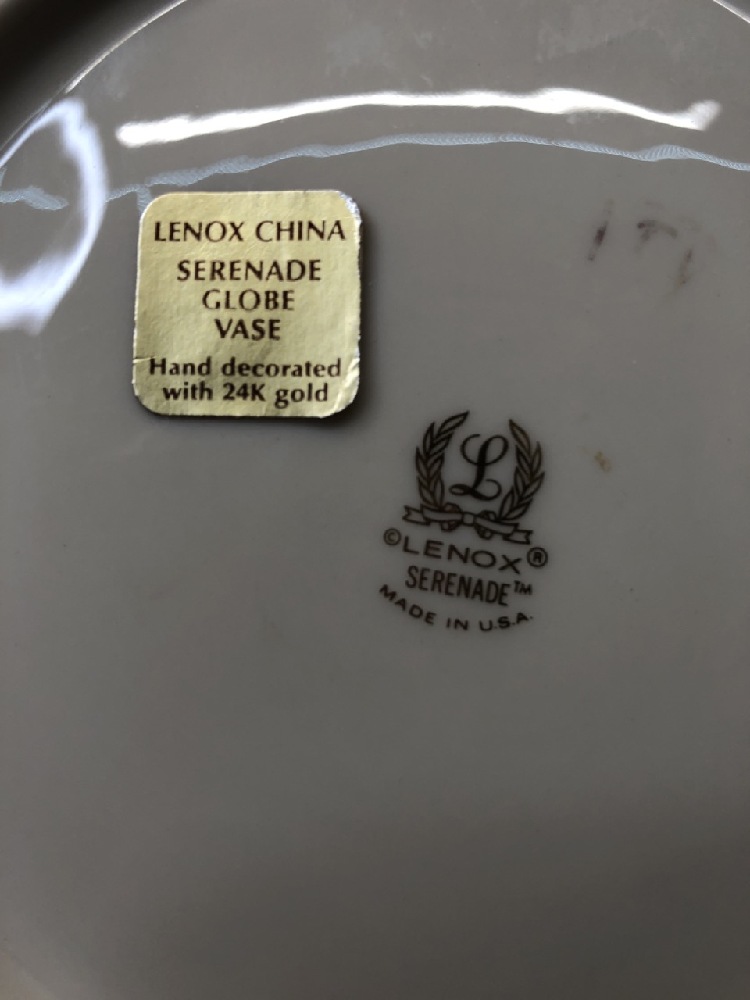 LENOX CHINA
SERENADE
GLOBE
VASE
Hand decorated
with 24K gold
L
©LENOX®
SERENADE™
MADE IN U.S.A.